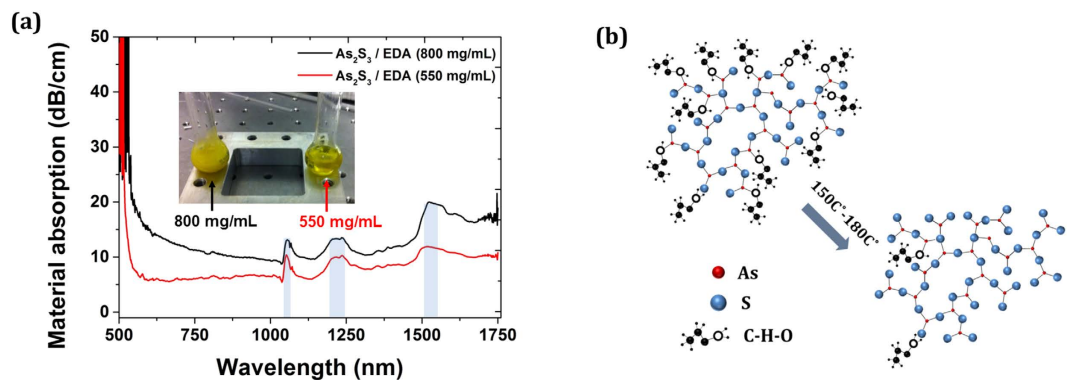 (a)
50
40
30
20
10
0
Material absorption (dB/cm)
As2S3 / EDA (800 mg/mL)
As2S3 / EDA (550 mg/mL)
800 mg/mL
550 mg/mL
500
750
1000
1250
1500
1750
Wavelength (nm)
(b)
150C°-180C°
As
S
C-H-O